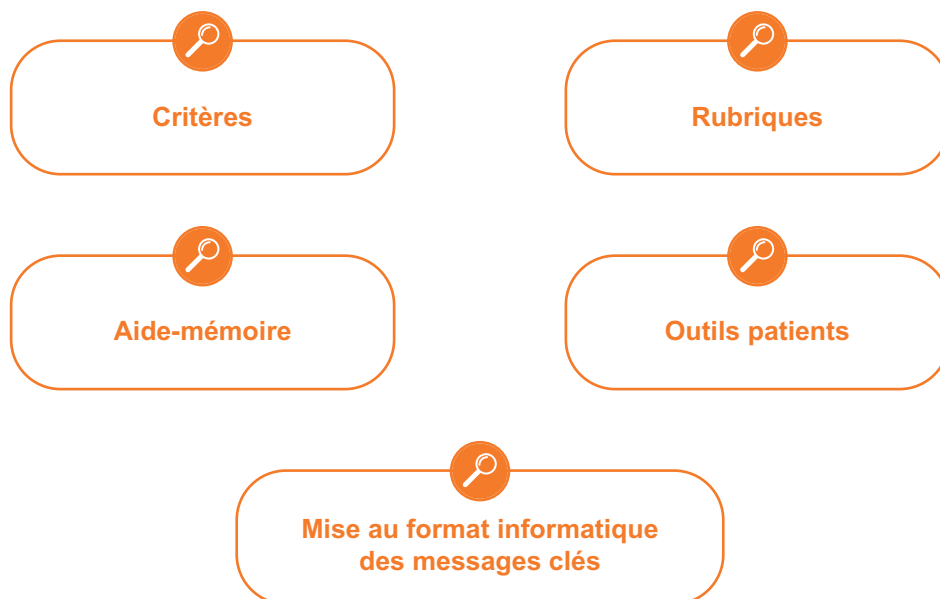 Critères
Rubriques
Aide-mémoire
Outils patients
Mise au format informatique
des messages clés